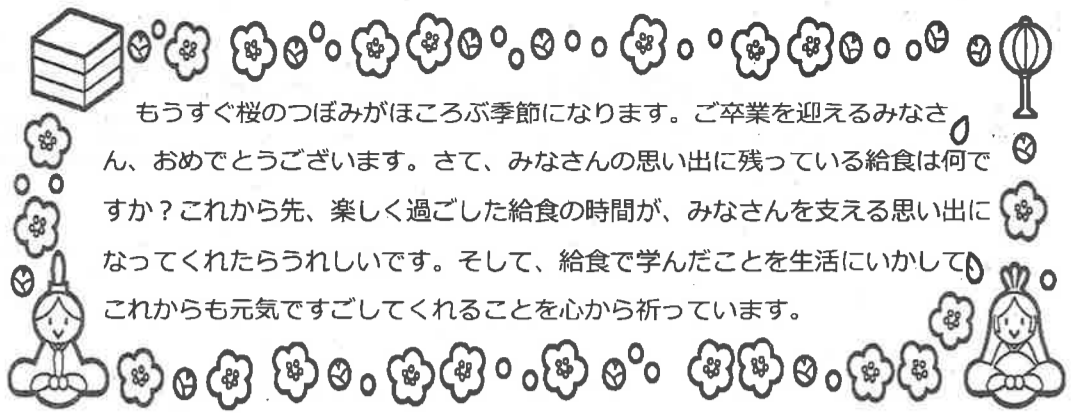 もうすぐ桜のつぼみがほころぶ季節になります。ご卒業を迎えるみなさ
ん、おめでとうございます。さて、みなさんの思い出に残っている給食は何で
すか？これから先、楽しく過ごした給食の時間が、みなさんを支える思い出に
なってくれたらうれしいです。そして、給食で学んだことを生活にいかして
これからも元気ですごしてくれることを心から祈っています。